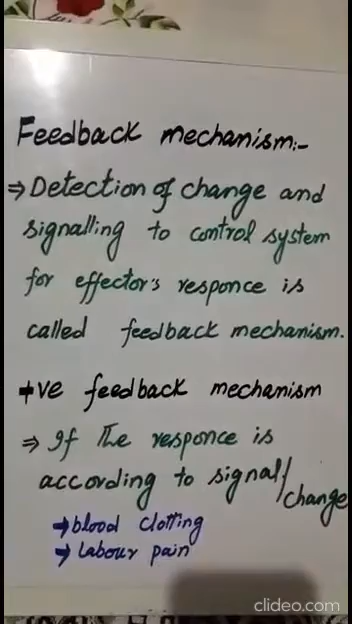 Feedback mechanism:-
⇒ Detection of change and
signalling to control system
for effector's responce is
called feedback mechanism.
+ve feedback mechanism
⇒ If the responce is
according to signal/
change
→ blood clotting
→ labour pain
clideo.com